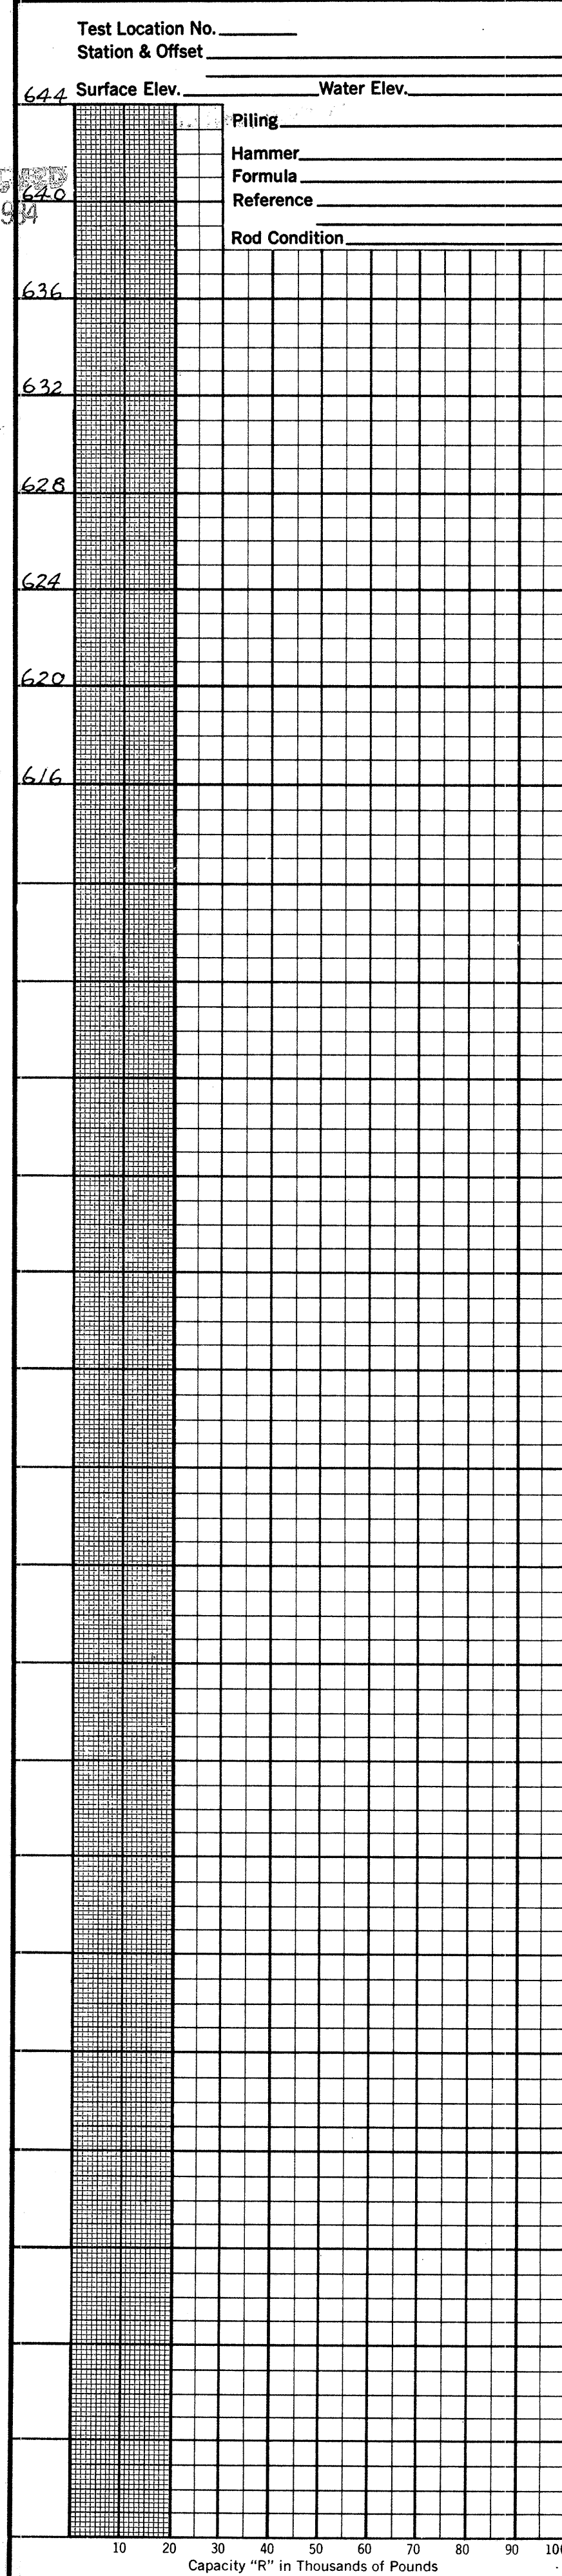 Test Location No.
Station & Offset
Surface Elev. Water Elev.
644
Piling
Hammer
Formula
640
Reference
Rod Condition
636
632
628
624
620
616
10 20 30 40 50 60 70 80 90 100
Capacity "R" in Thousands of Pounds